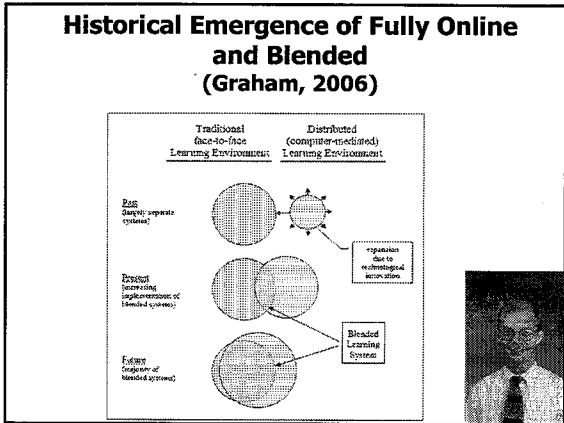 Historical Emergence of Fully Online
and Blended
(Graham, 2006)
Traditional
face-to-face
Learning Environment
Distributed
(computer-mediated)
Learning Environment
Past
(largely separate
systems)
expansion
due to
technological
innovation
Present
(increasing
implementation of
blended systems)
Blended
Learning
System
Future
(majority of
blended systems)